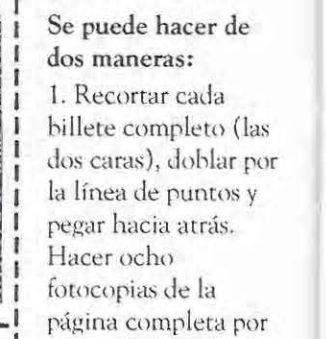 Se puede hacer de
dos maneras:
1. Recortar cada
billete completo (las
dos caras), doblar por
la línea de puntos y
pegar hacia atrás.
Hacer ocho
fotocopias de la
página completa por